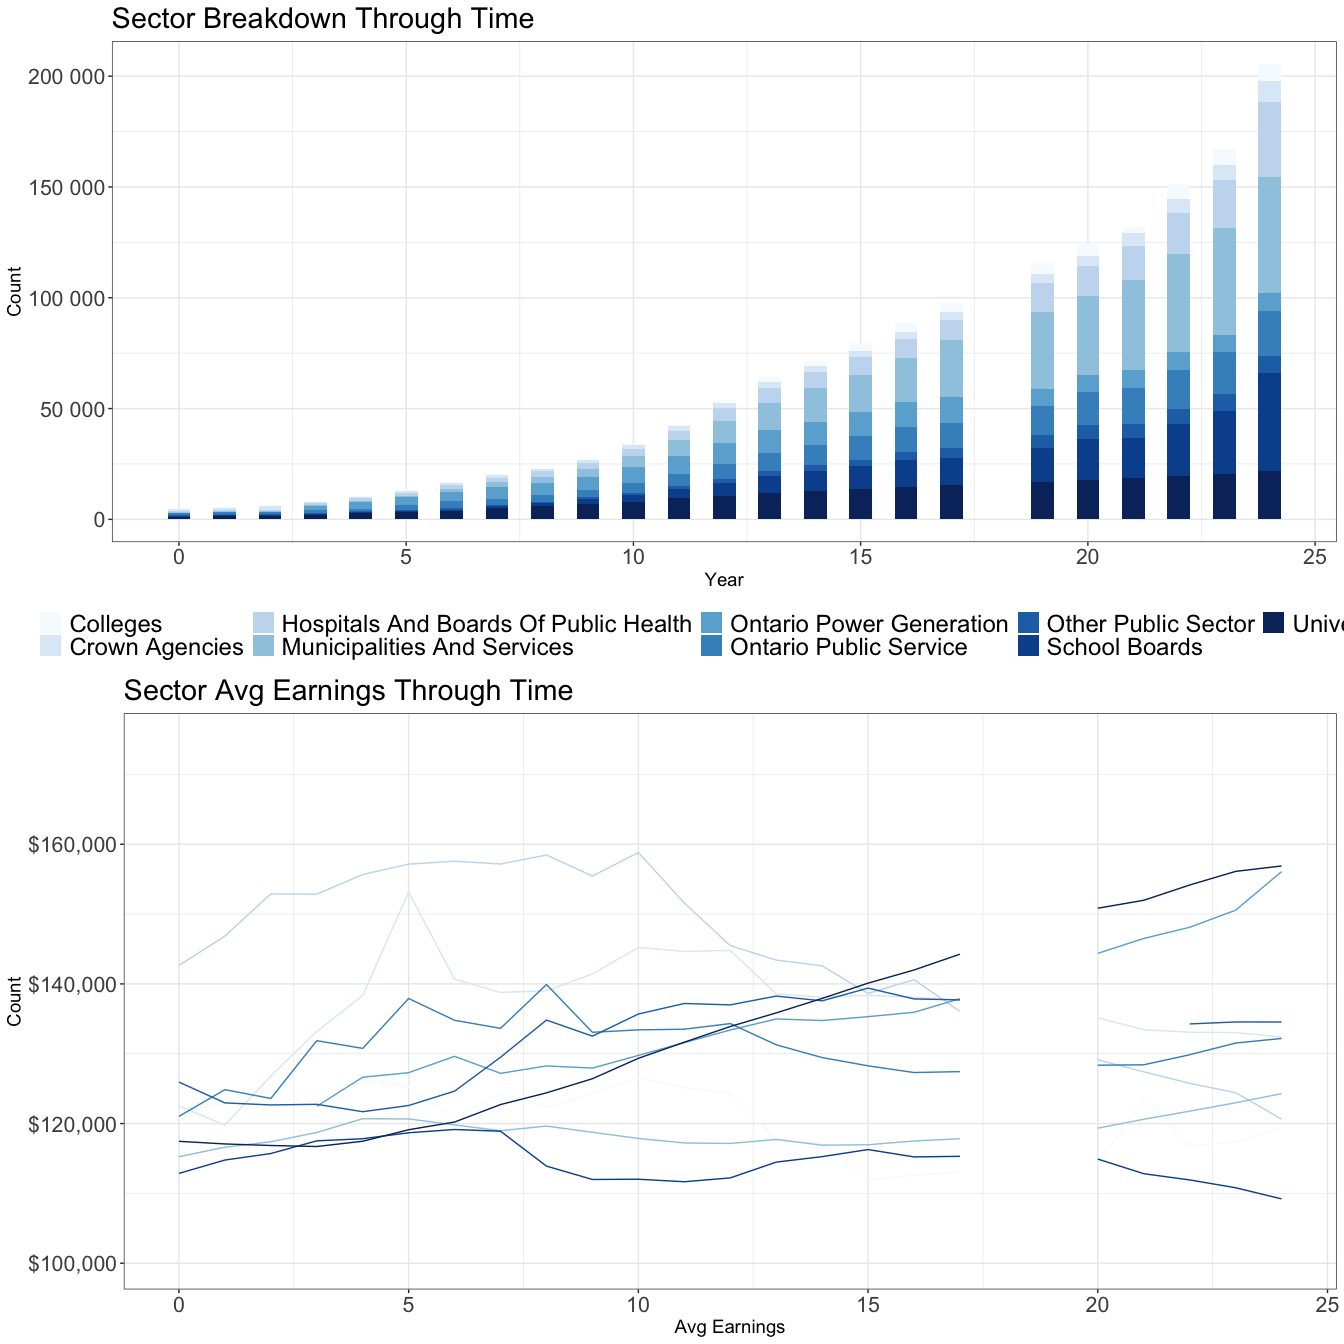 Sector Breakdown Through Time
200 000
150 000
100 000
50 000
0
Count
0 5 10 15 20 25
Year
Colleges Hospitals And Boards Of Public Health Ontario Power Generation Other Public Sector Unive
Crown Agencies Municipalities And Services Ontario Public Service School Boards
Sector Avg Earnings Through Time
$160,000
$140,000
$120,000
$100,000
Count
0 5 10 15 20 25
Avg Earnings